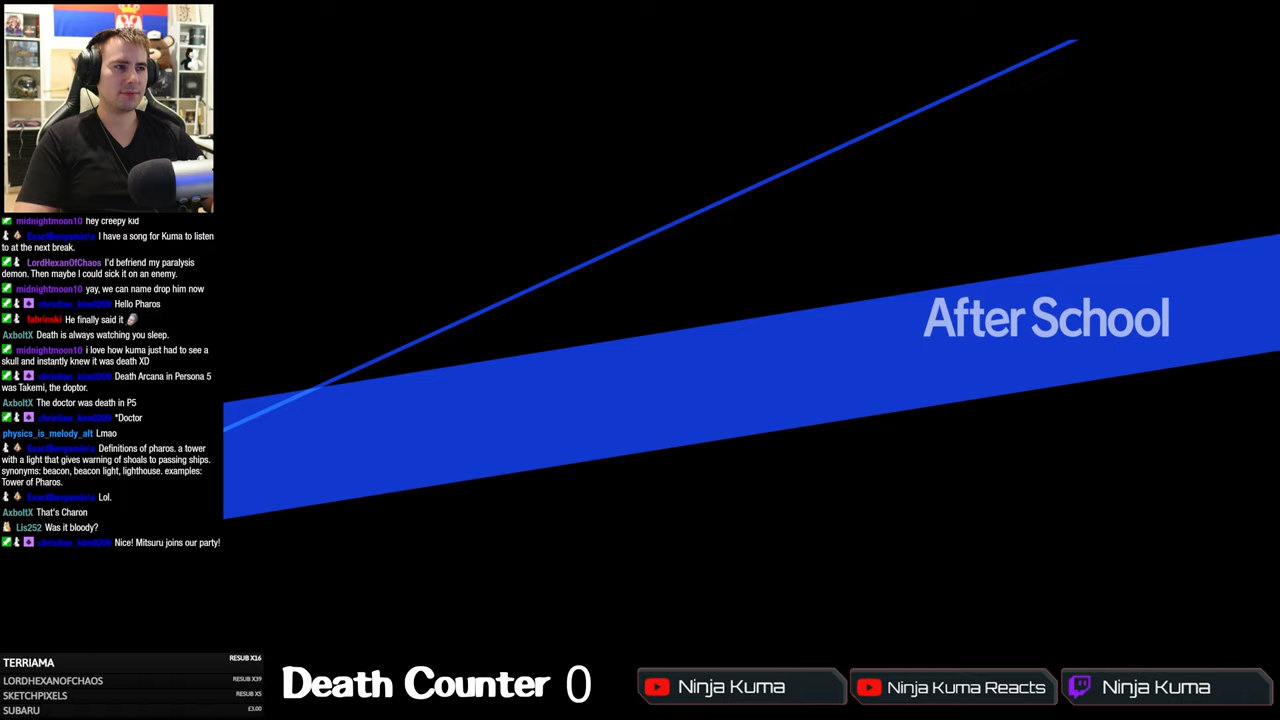 midnightmoon10 hey creepy kid
ExactBenjamin!a I have a song for Kuma to listen
to at the next break.
LordHexanOfChaos I'd befriend my paralysis
demon. Then maybe I could sick it on an enemy.
midnightmoon10 yay, we can name drop him now
Hello Pharos
fabrinski He finally said it
AxboltX Death is always watching you sleep.
midnightmoon10 i love how kuma just had to see a
skull and instantly knew it was death XD
Death Arcana in Persona 5
was Takemi, the doptor.
AxboltX The doctor was death in P5
*Doctor
physics_is_melody_alt Lmao
Definitions of pharos. a tower
with a light that gives warning of shoals to passing ships.
synonyms: beacon, beacon light, lighthouse. examples:
Tower of Pharos.
Lol.
AxboltX That's Charon
Lis252 Was it bloody?
Nice! Mitsuru joins our party!
After School
TERRIAMA RESUB X16
LORDHEXANOFCHAOS RESUB X39
SKETCHPIXELS RESUB X5
SUBARU £3.00
Death Counter 0
Ninja Kuma
Ninja Kuma Reacts
Ninja Kuma